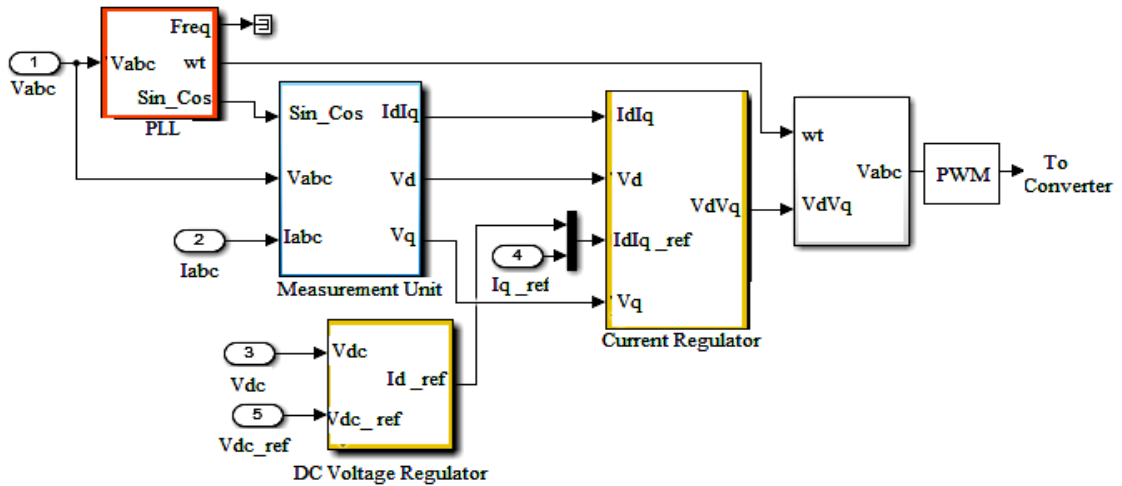 Freq
1
Vabc
wt
Vabc
Sin_Cos
PLL
Sin_Cos
IdIq
IdIq
wt
Vabc
Vd
Vd
Vabc
PWM
To
Converter
VdVq
VdVq
2
Iabc
Vq
IdIq _ref
Iabc
4
Iq _ref
Measurement Unit
Vq
Current Regulator
3
Vdc
Vdc
Id _ref
5
Vdc_ ref
Vdc_ref
DC Voltage Regulator